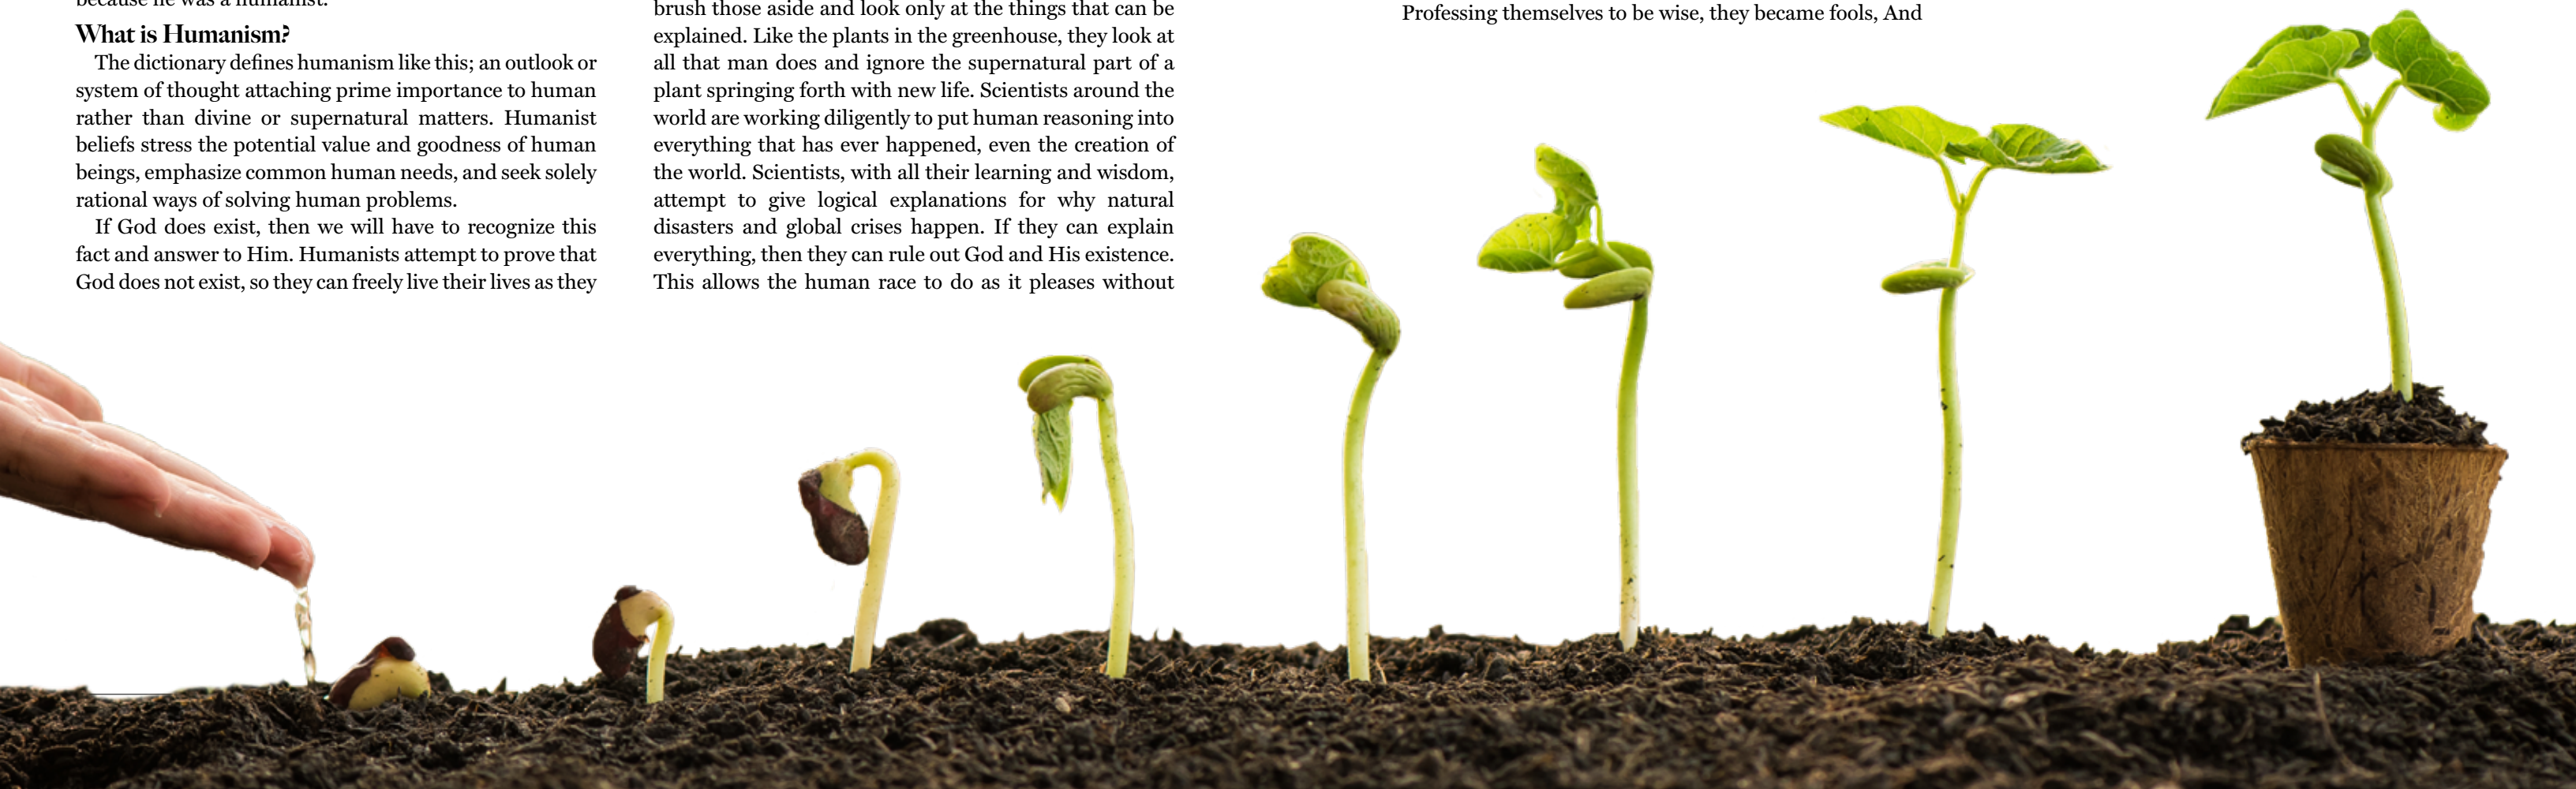 because he was a humanist.
What is Humanism?
The dictionary defines humanism like this; an outlook or
system of thought attaching prime importance to human
rather than divine or supernatural matters. Humanist
beliefs stress the potential value and goodness of human
beings, emphasize common human needs, and seek solely
rational ways of solving human problems.
If God does exist, then we will have to recognize this
fact and answer to Him. Humanists attempt to prove that
God does not exist, so they can freely live their lives as they
brush those aside and look only at the things that can be
explained. Like the plants in the greenhouse, they look at
all that man does and ignore the supernatural part of a
plant springing forth with new life. Scientists around the
world are working diligently to put human reasoning into
everything that has ever happened, even the creation of
the world. Scientists, with all their learning and wisdom,
attempt to give logical explanations for why natural
disasters and global crises happen. If they can explain
everything, then they can rule out God and His existence.
This allows the human race to do as it pleases without
Professing themselves to be wise, they became fools, And